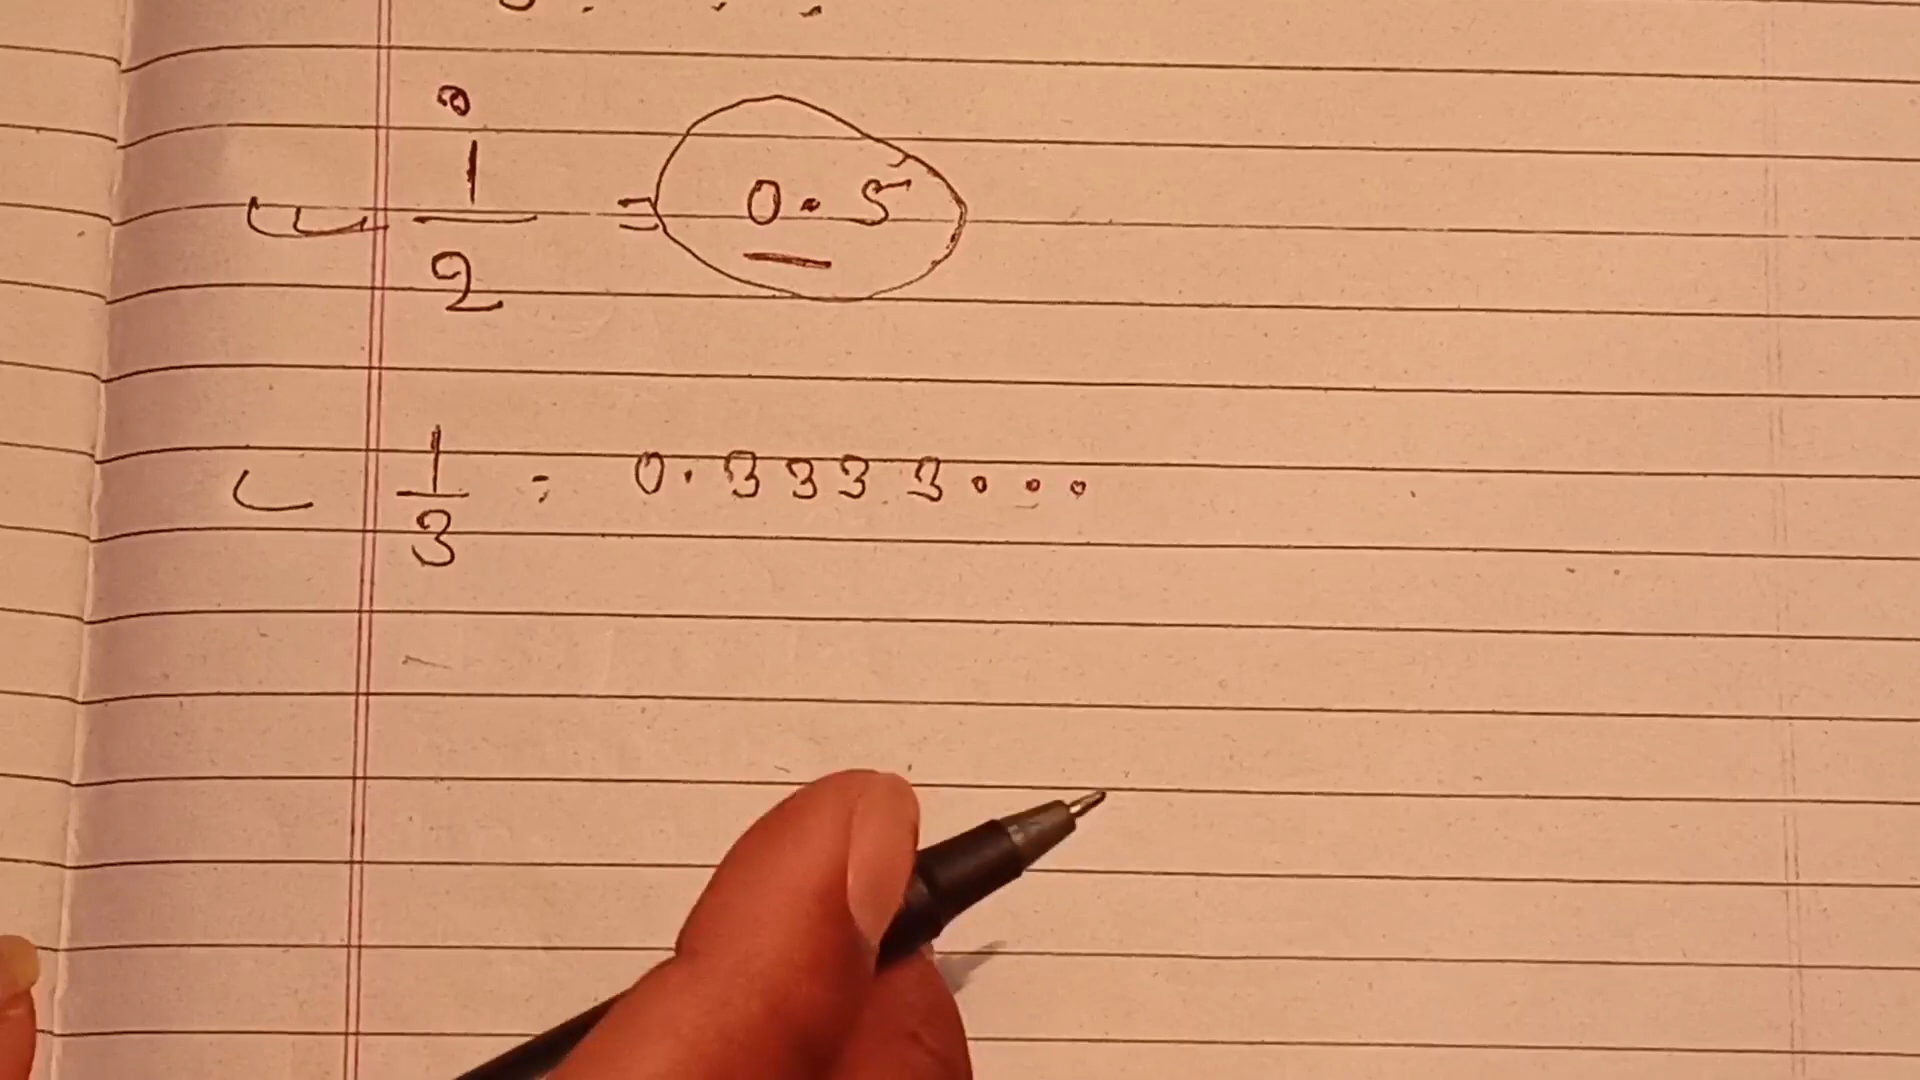 1/2 = 0.5
1/3 = 0.3333...